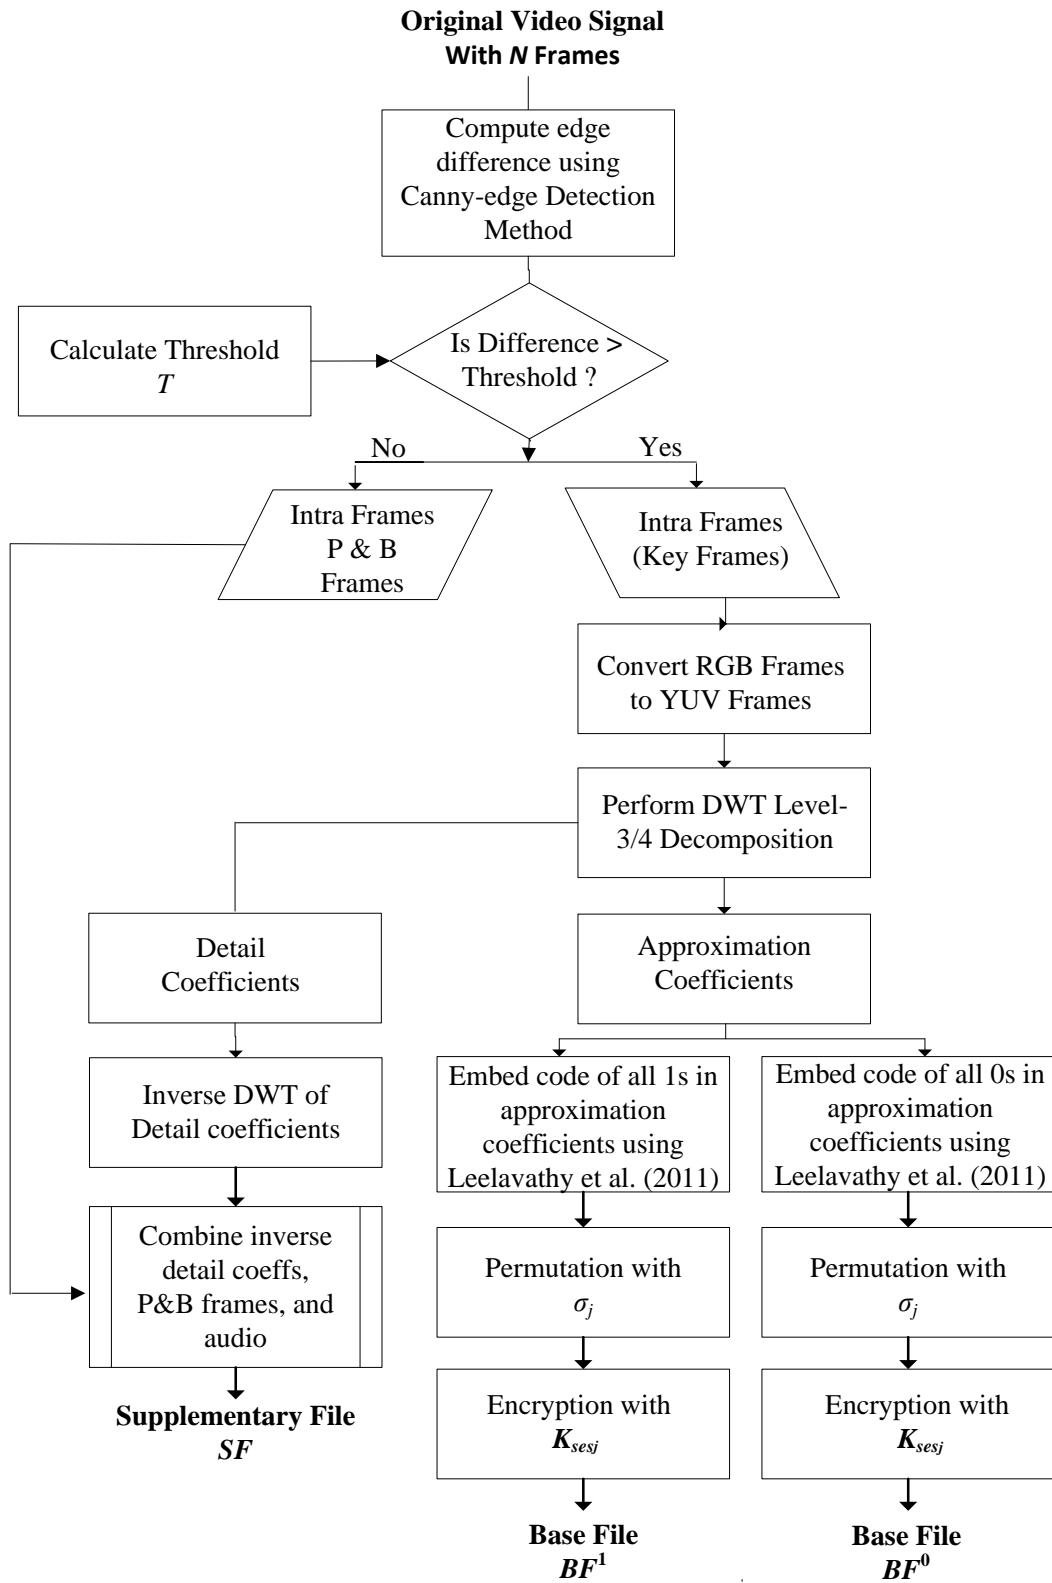 Original Video Signal
With N Frames
Compute edge
difference using
Canny-edge Detection
Method
Calculate Threshold
T
Is Difference >
Threshold ?
No
Yes
Intra Frames
P & B
Frames
Intra Frames
(Key Frames)
Convert RGB Frames
to YUV Frames
Perform DWT Level-
3/4 Decomposition
Detail
Coefficients
Approximation
Coefficients
Inverse DWT of
Detail coefficients
Embed code of all 1s in
approximation
coefficients using
Leelavathy et al. (2011)
Embed code of all 0s in
approximation
coefficients using
Leelavathy et al. (2011)
Combine inverse
detail coeffs,
P&B frames, and
audio
Permutation with
σj
Permutation with
σj
Supplementary File
SF
Encryption with
Ksesj
Encryption with
Ksesj
Base File
BF¹
Base File
BF⁰